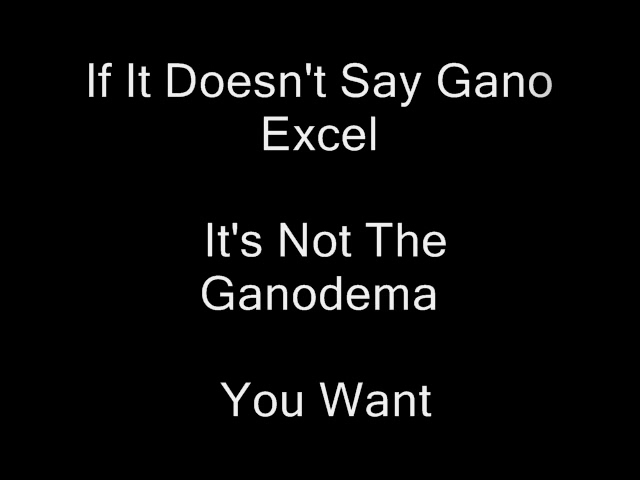 If It Doesn't Say Gano
Excel
It's Not The
Ganodema
You Want